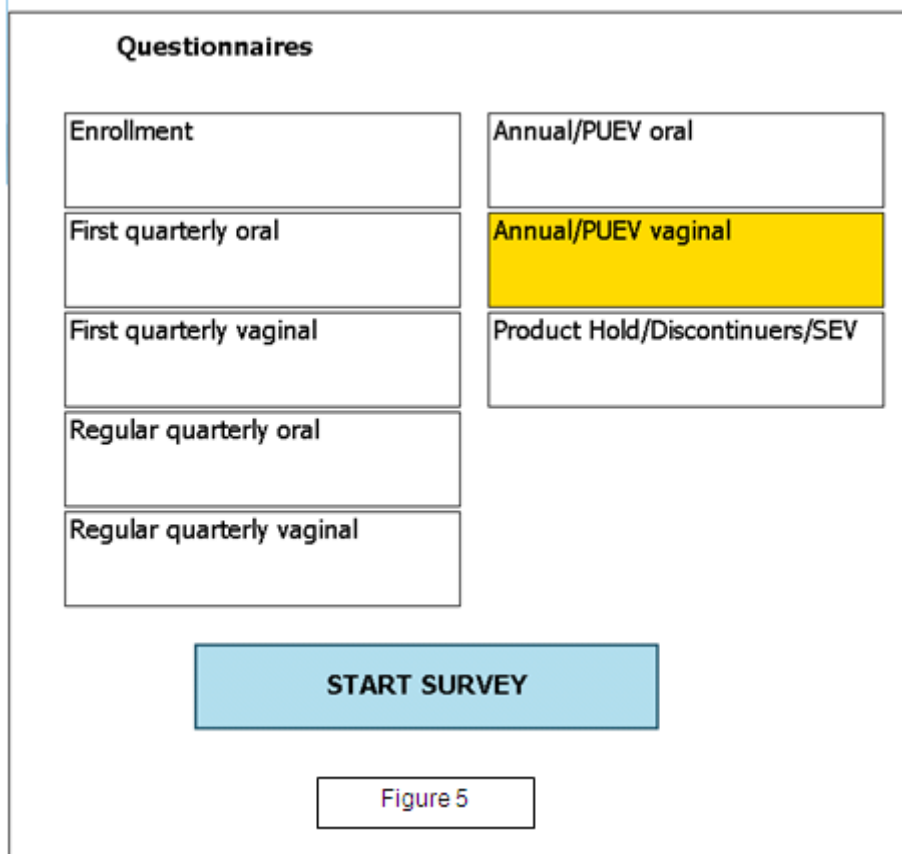 Questionnaires
Enrollment
First quarterly oral
First quarterly vaginal
Regular quarterly oral
Regular quarterly vaginal
Annual/PUEV oral
Annual/PUEV vaginal
Product Hold/Discontinuers/SEV
START SURVEY
Figure 5